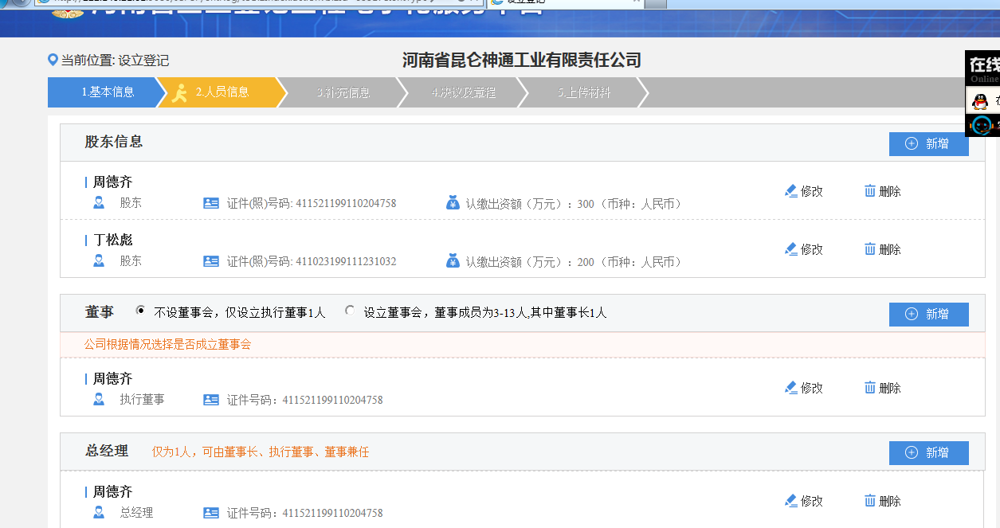 当前位置: 设立登记
河南省昆仑神通工业有限责任公司
1.基本信息
2.人员信息
3.补充信息
4.决议及章程
5.上传材料
在线
Online
股东信息
新增
周德齐
股东
证件(照)号码: 411521199110204758
认缴出资额（万元）: 300 （币种：人民币）
修改
删除
丁松彪
股东
证件(照)号码: 411023199111231032
认缴出资额（万元）: 200 （币种：人民币）
修改
删除
董事
不设董事会，仅设立执行董事1人
设立董事会，董事成员为3-13人,其中董事长1人
新增
公司根据情况选择是否成立董事会
周德齐
执行董事
证件号码：411521199110204758
修改
删除
总经理
仅为1人，可由董事长、执行董事、董事兼任
新增
周德齐
总经理
证件号码：411521199110204758
修改
删除